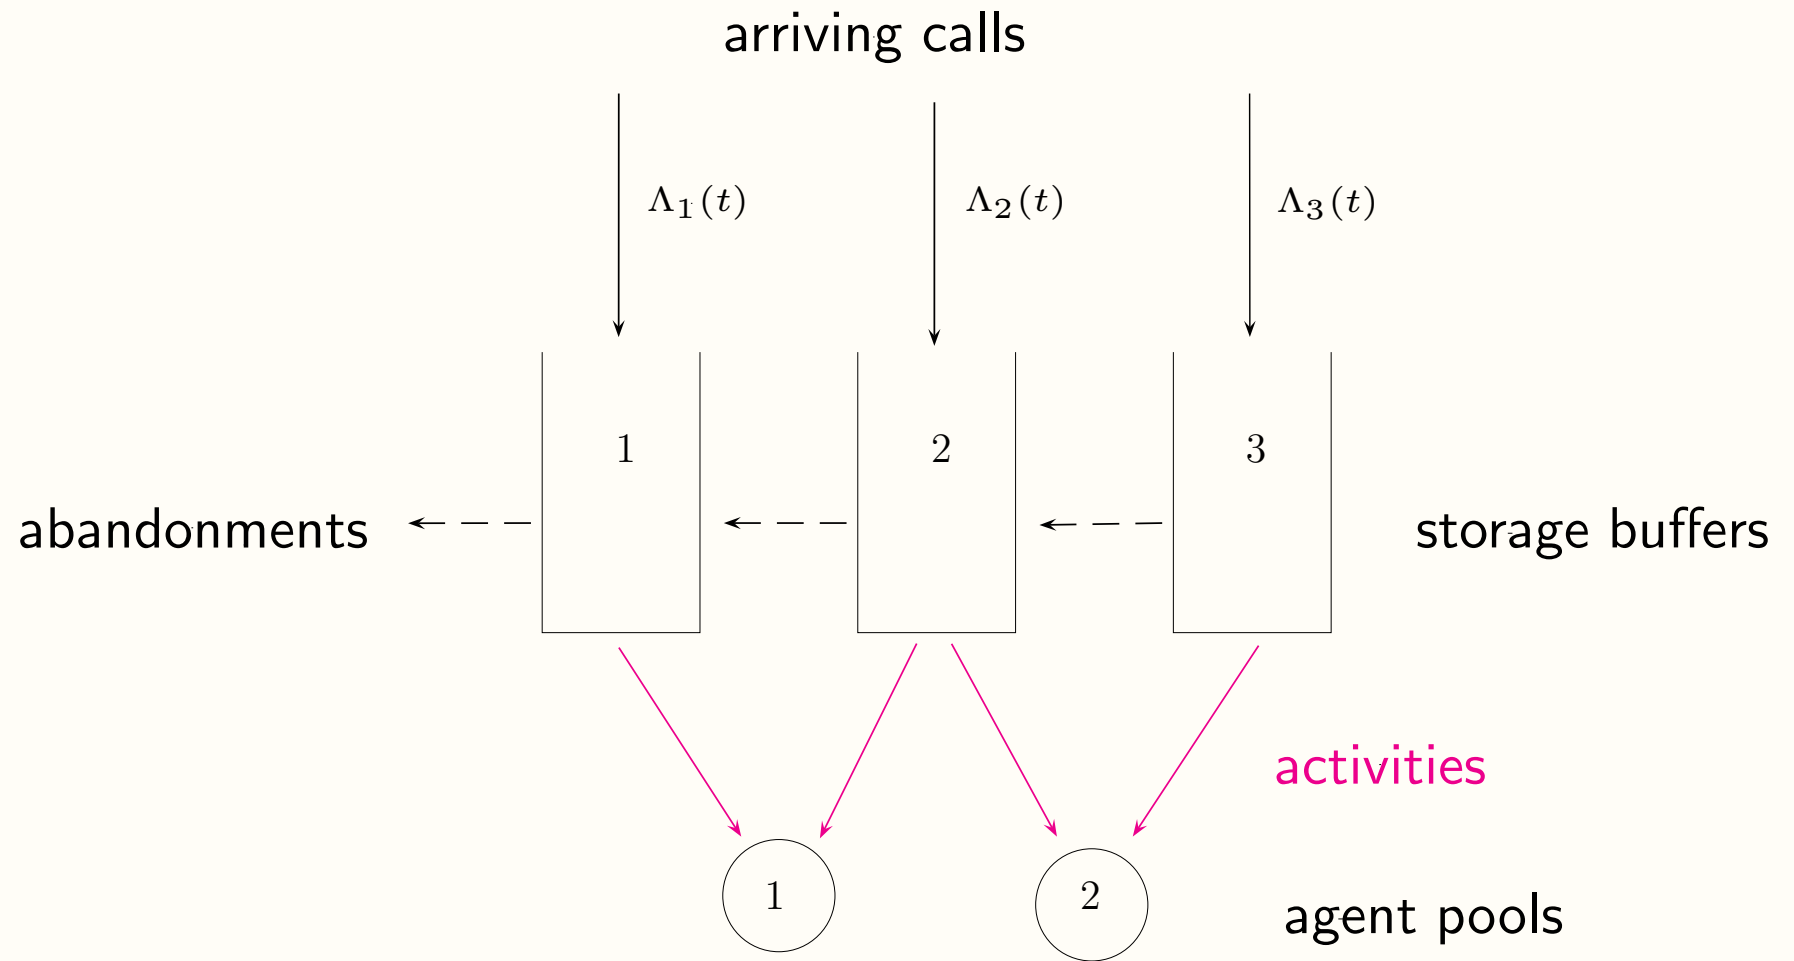 arriving calls
Λ₁(t) Λ₂(t) Λ₃(t)
1 2 3
abandonments storage buffers
activities
1 2
agent pools